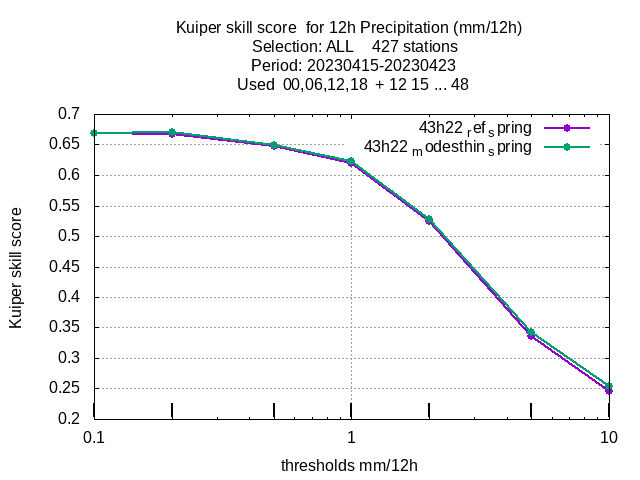 Kuiper skill score for 12h Precipitation (mm/12h)
Selection: ALL 427 stations
Period: 20230415-20230423
Used 00,06,12,18 + 12 15 ... 48
43h22 ref spring
43h22 modesthin spring
0.7
0.65
0.6
0.55
0.5
0.45
0.4
0.35
0.3
0.25
0.2
Kuiper skill score
0.1 1 10
thresholds mm/12h